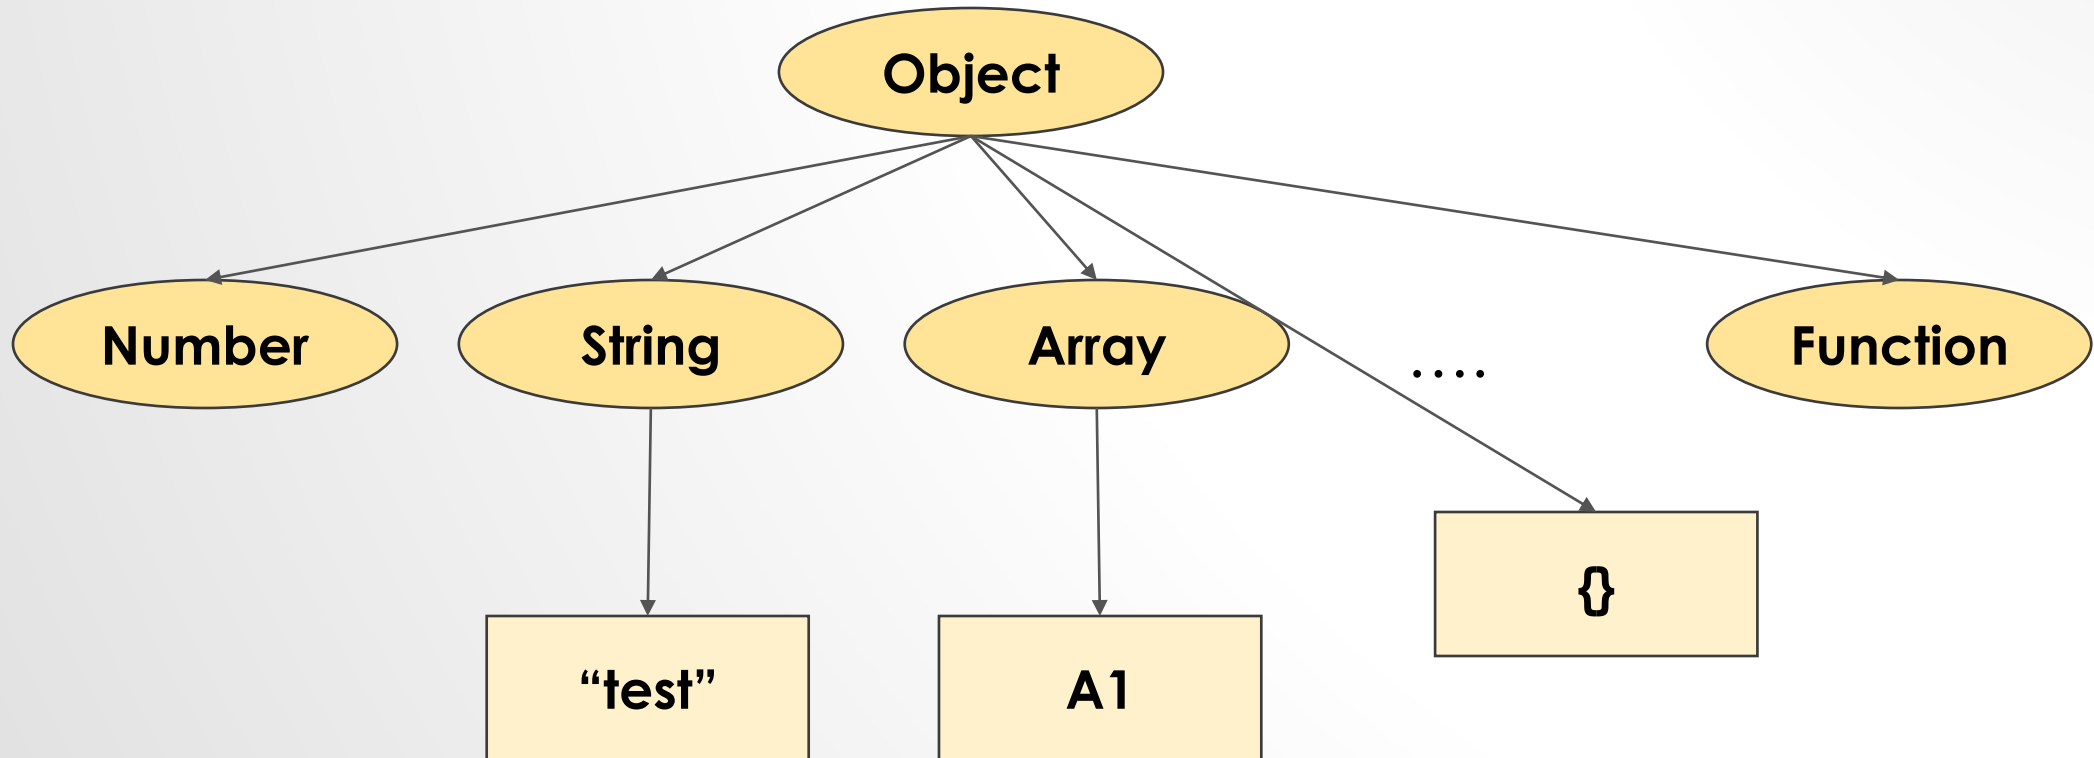 Object
Number
String
Array
....
Function
{}
“test”
A1